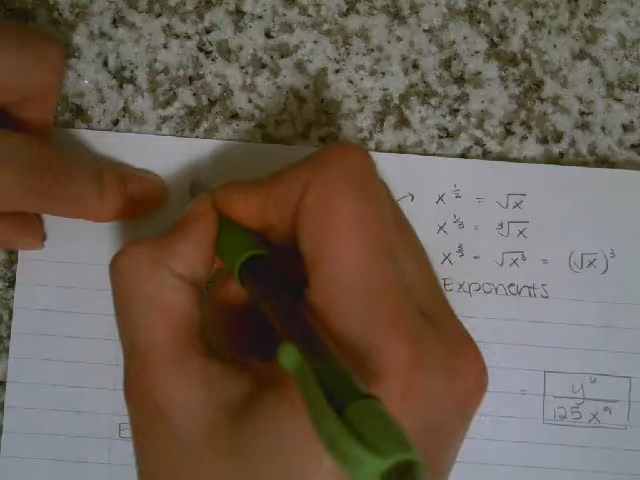 → x^{1/2} = √x
x^{1/3} = ∛x
x^{3/2} = √x³ = (√x)³
Exponents
= y⁶/125x⁹
E